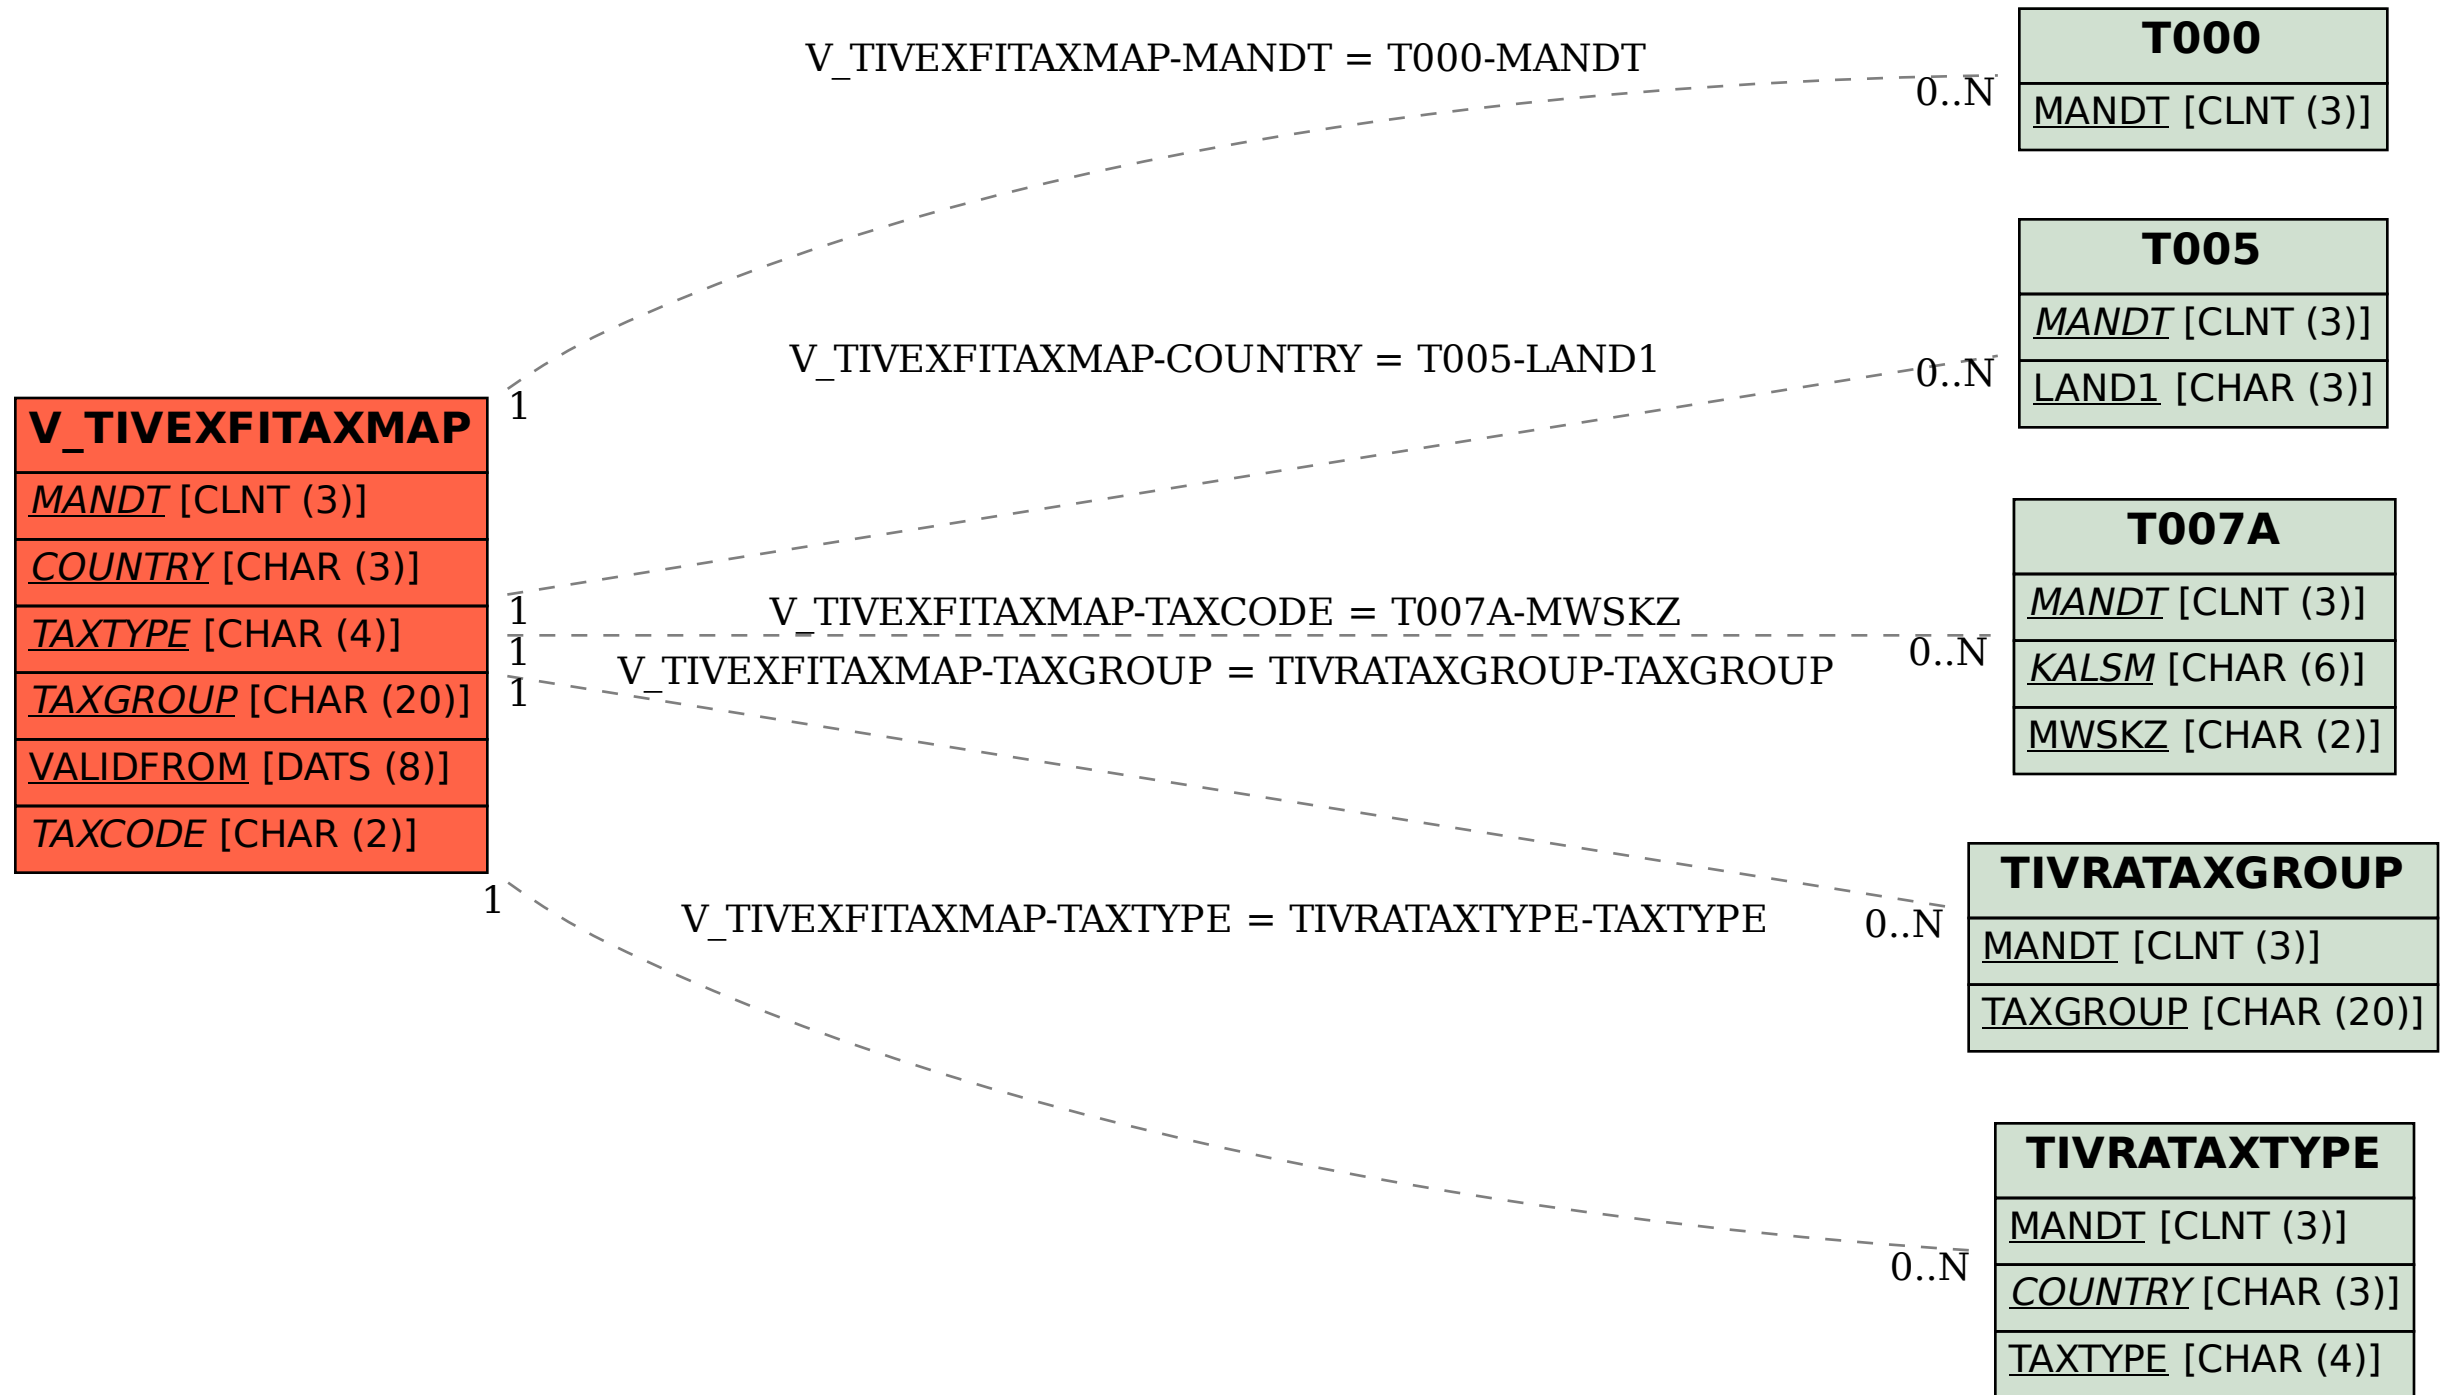 V_TIVEXFITAXMAP
MANDT [CLNT (3)]
COUNTRY [CHAR (3)]
TAXTYPE [CHAR (4)]
TAXGROUP [CHAR (20)]
VALIDFROM [DATS (8)]
TAXCODE [CHAR (2)]
V_TIVEXFITAXMAP-MANDT = T000-MANDT
1
0..N
V_TIVEXFITAXMAP-COUNTRY = T005-LAND1
1
0..N
V_TIVEXFITAXMAP-TAXCODE = T007A-MWSKZ
1
0..N
V_TIVEXFITAXMAP-TAXGROUP = TIVRATAXGROUP-TAXGROUP
1
0..N
V_TIVEXFITAXMAP-TAXTYPE = TIVRATAXTYPE-TAXTYPE
1
0..N
T000
MANDT [CLNT (3)]
T005
MANDT [CLNT (3)]
LAND1 [CHAR (3)]
T007A
MANDT [CLNT (3)]
KALSM [CHAR (6)]
MWSKZ [CHAR (2)]
TIVRATAXGROUP
MANDT [CLNT (3)]
TAXGROUP [CHAR (20)]
TIVRATAXTYPE
MANDT [CLNT (3)]
COUNTRY [CHAR (3)]
TAXTYPE [CHAR (4)]